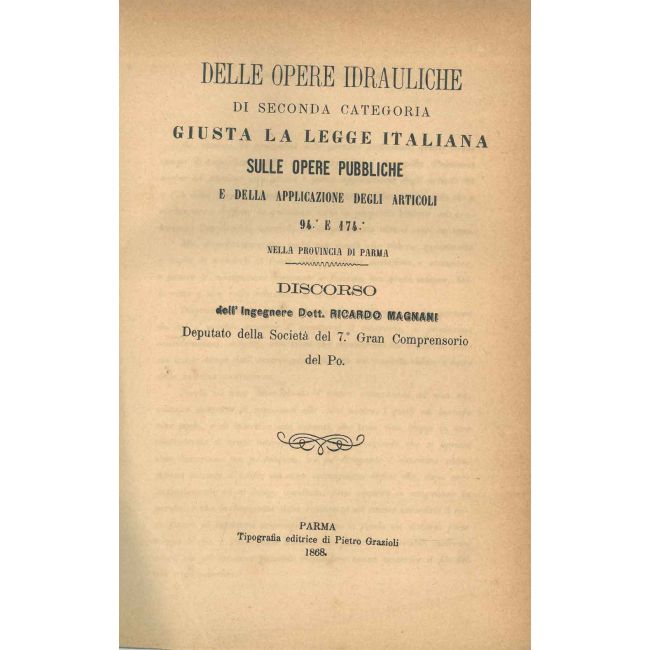 DELLE OPERE IDRAULICHE
DI SECONDA CATEGORIA
GIUSTA LA LEGGE ITALIANA
SULLE OPERE PUBBLICHE
E DELLA APPLICAZIONE DEGLI ARTICOLI
94.° E 174.°
NELLA PROVINCIA DI PARMA
DISCORSO
dell' Ingegnere Dott. RICARDO MAGNANI
Deputato della Società del 7.° Gran Comprensorio
del Po.
PARMA
Tipografia editrice di Pietro Grazioli
1868.